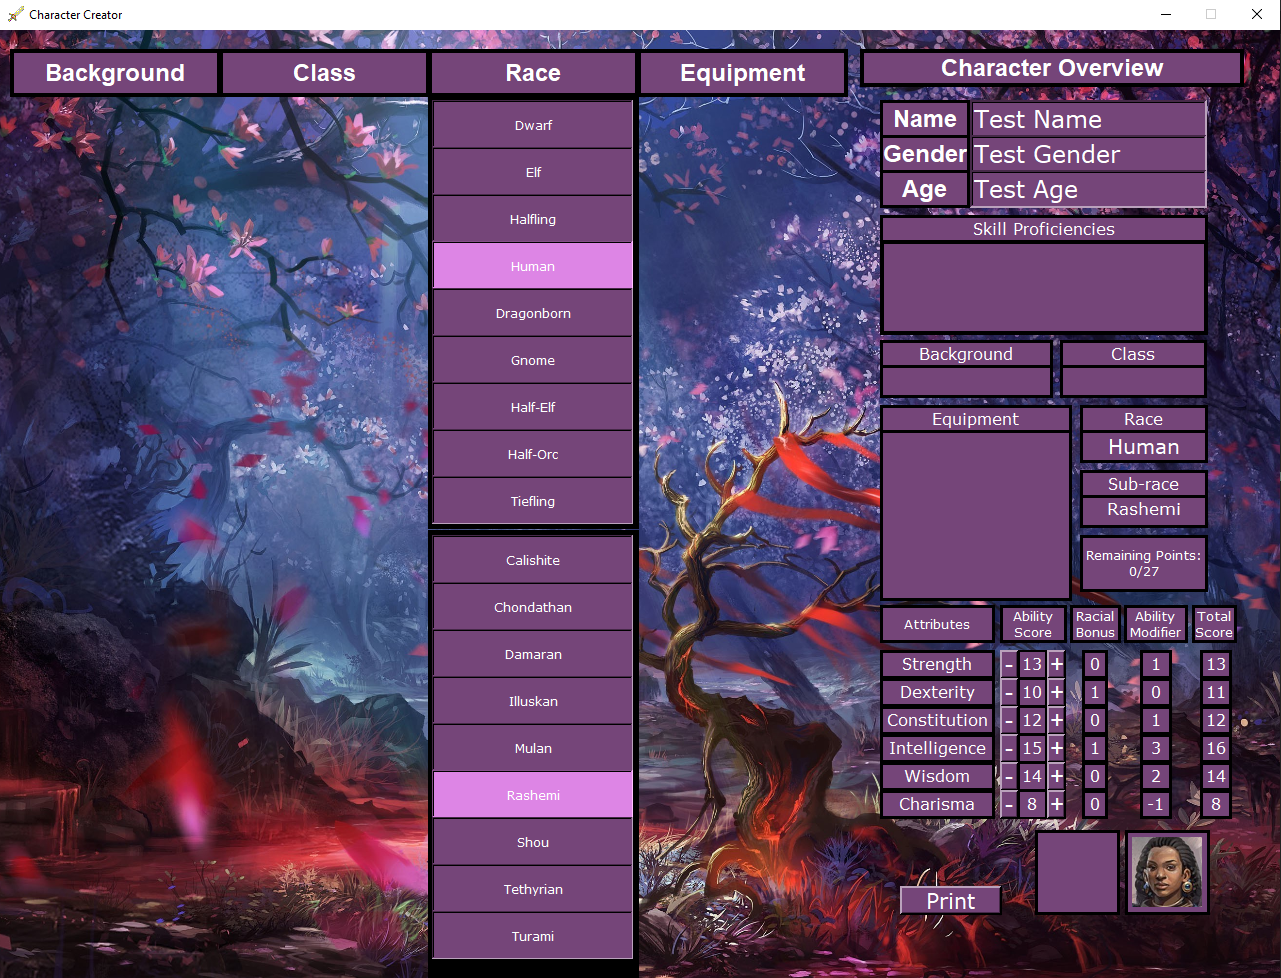 Character Creator
Background Class Race Equipment
Dwarf
Elf
Halfling
Human
Dragonborn
Gnome
Half-Elf
Half-Orc
Tiefling
Calishite
Chondathan
Damaran
Illuskan
Mulan
Rashemi
Shou
Tethyrian
Turami
Character Overview
Name Test Name
Gender Test Gender
Age Test Age
Skill Proficiencies
Background Class
Equipment
Race
Human
Sub-race
Rashemi
Remaining Points:
0/27
Attributes
Ability
Score
Racial
Bonus
Ability
Modifier
Total
Score
Strength - 13 + 0 1 13
Dexterity - 10 + 1 0 11
Constitution - 12 + 0 1 12
Intelligence - 15 + 1 3 16
Wisdom - 14 + 0 2 14
Charisma - 8 + 0 -1 8
Print